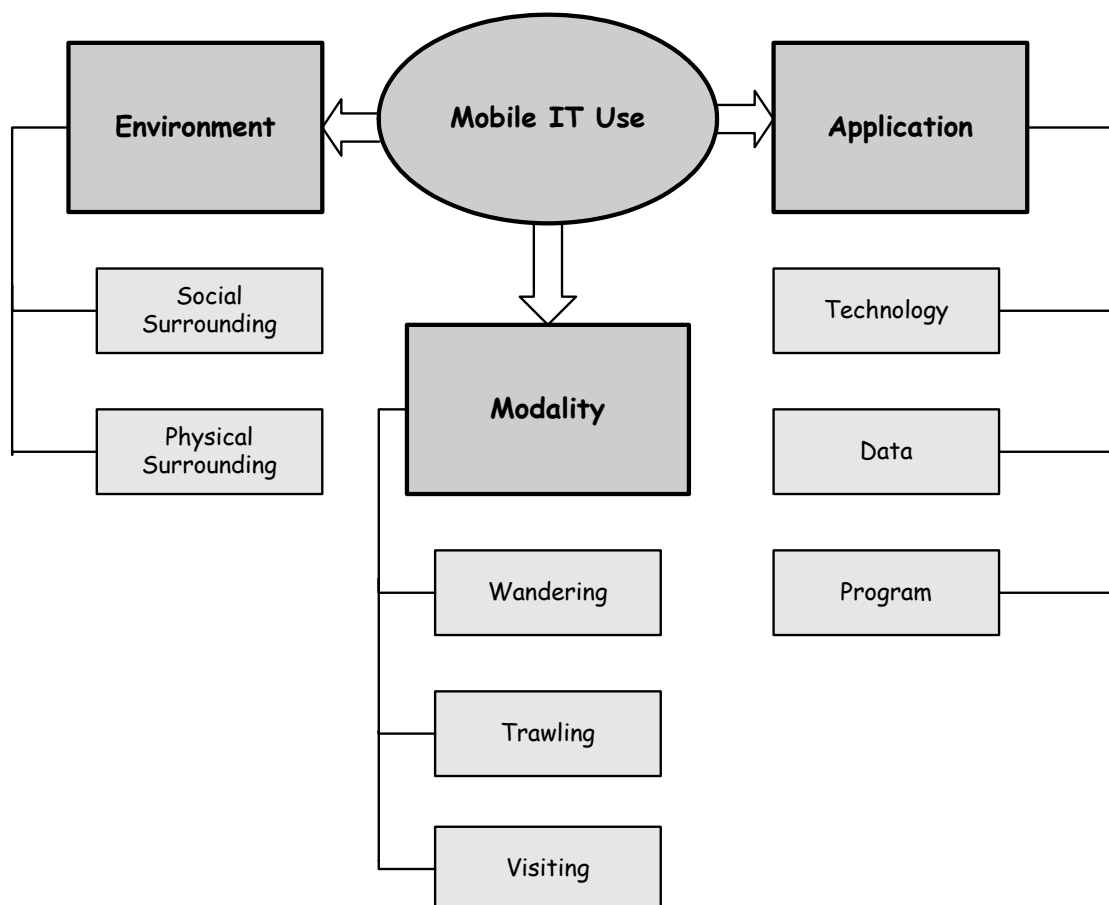 Mobile IT Use
Environment
Social
Surrounding
Physical
Surrounding
Modality
Wandering
Trawling
Visiting
Application
Technology
Data
Program